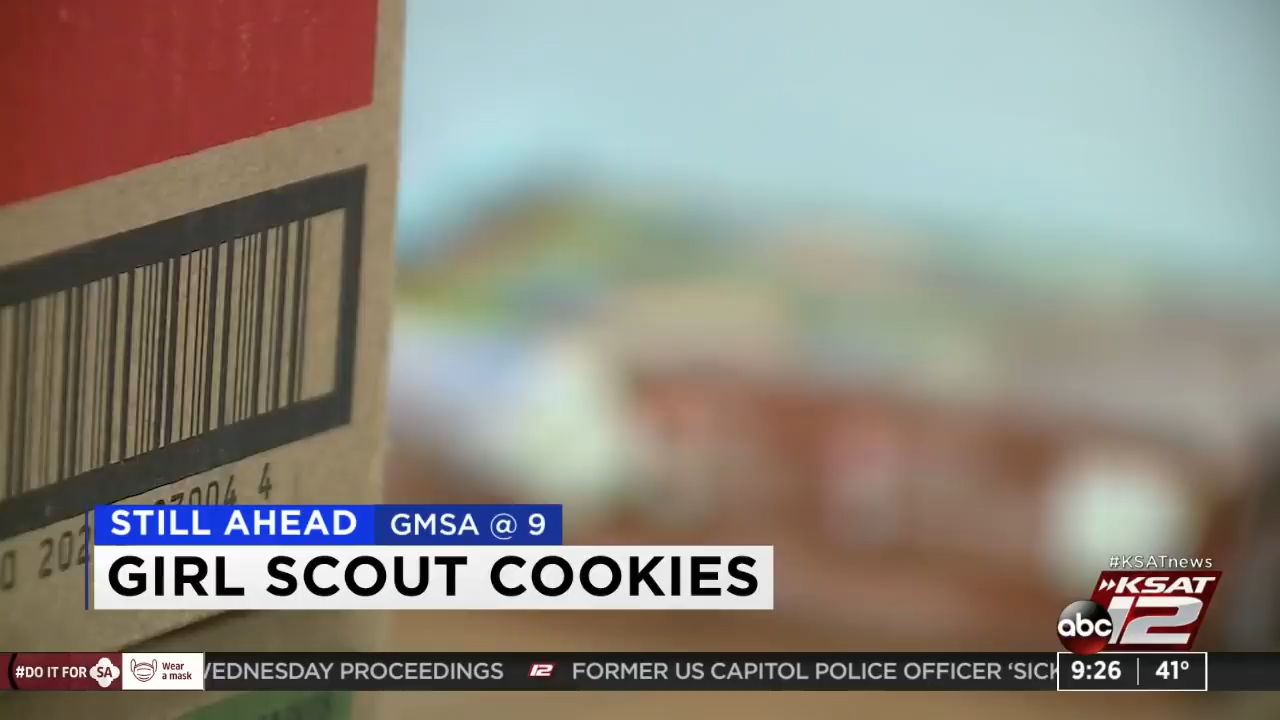 4
STILL AHEAD GMSA @ 9
GIRL SCOUT COOKIES
#KSATnews
KSAT
abc 12
#DO IT FOR SA Wear a mask WEDNESDAY PROCEEDINGS 12 FORMER US CAPITOL POLICE OFFICER ‘SICK 9:26 41°